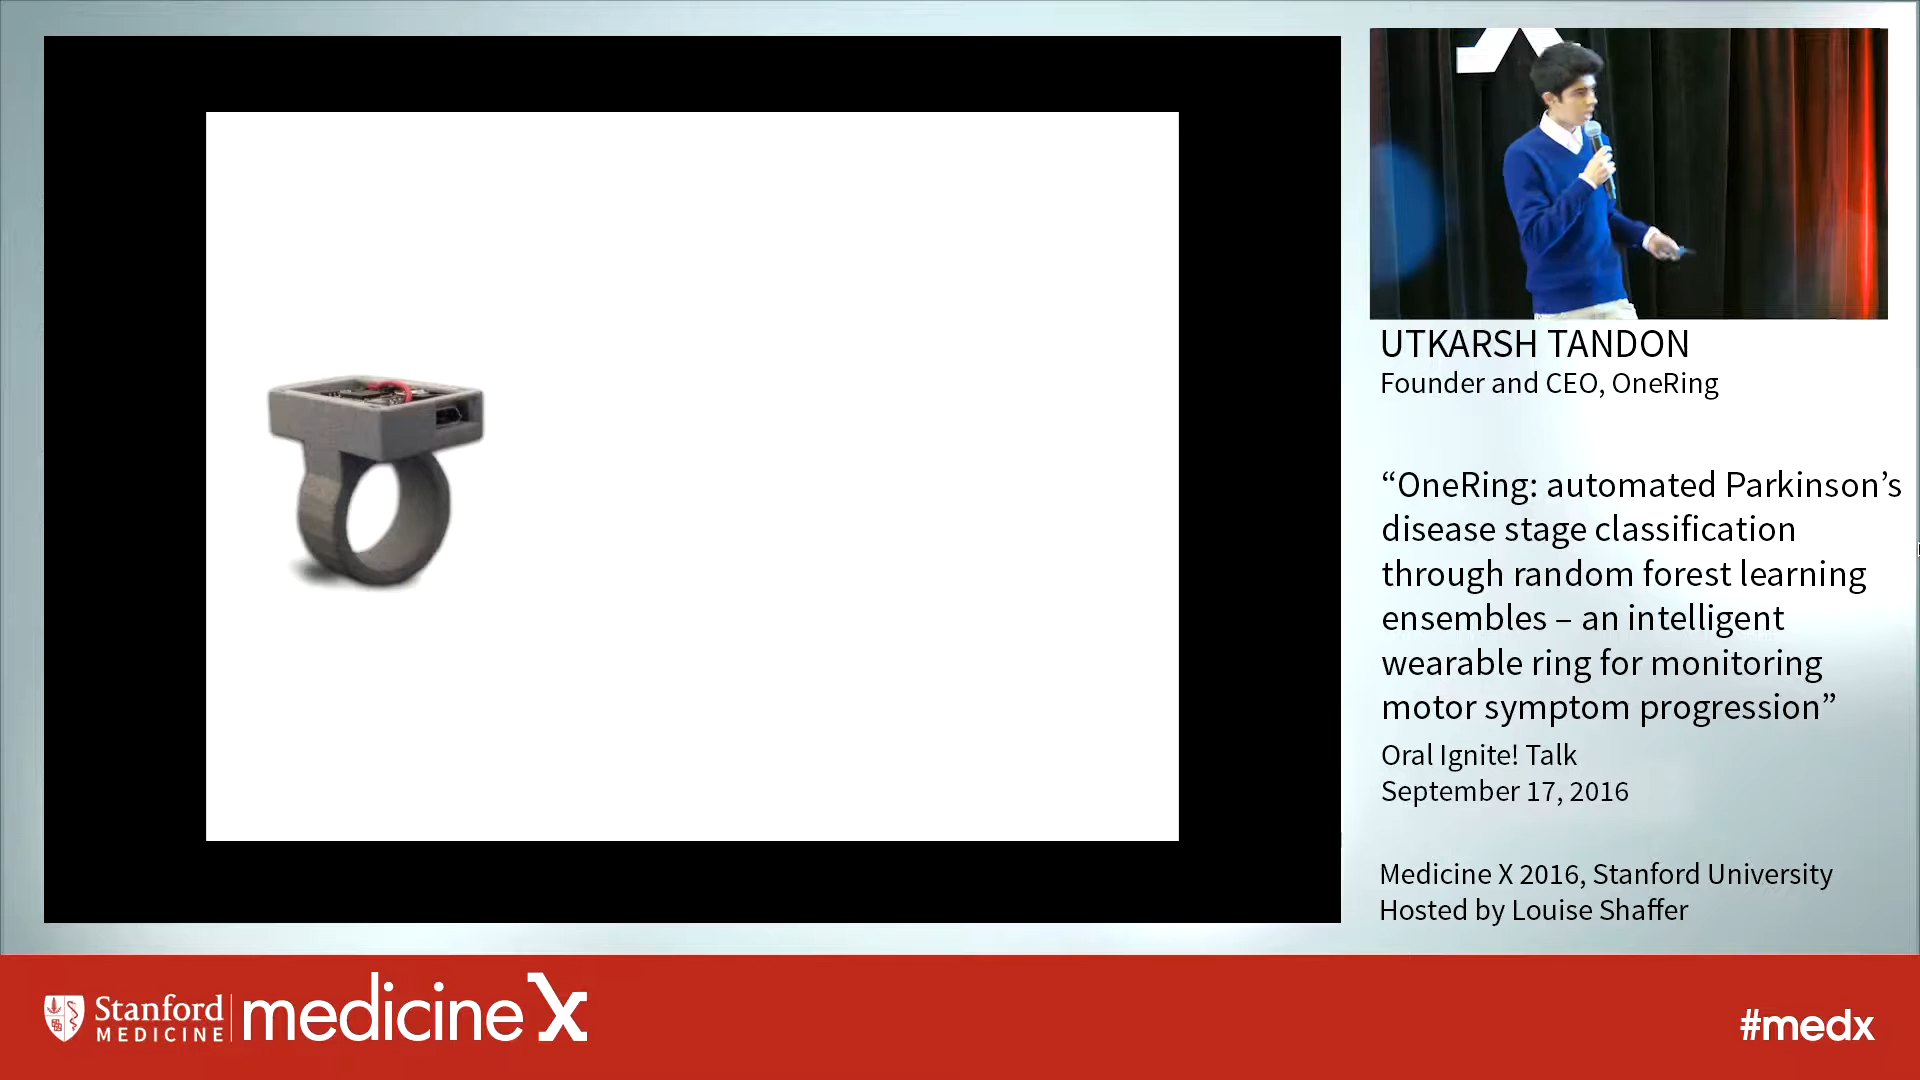 UTKARSH TANDON
Founder and CEO, OneRing
“OneRing: automated Parkinson’s
disease stage classification
through random forest learning
ensembles – an intelligent
wearable ring for monitoring
motor symptom progression”
Oral Ignite! Talk
September 17, 2016
Medicine X 2016, Stanford University
Hosted by Louise Shaffer
Stanford
MEDICINE
medicine X
#medx